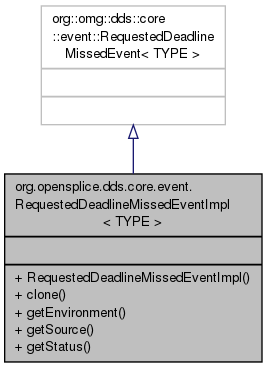 org::omg::dds::core
::event::RequestedDeadline
MissedEvent< TYPE >
org.opensplice.dds.core.event.
RequestedDeadlineMissedEventImpl
< TYPE >
+ RequestedDeadlineMissedEventImpl()
+ clone()
+ getEnvironment()
+ getSource()
+ getStatus()